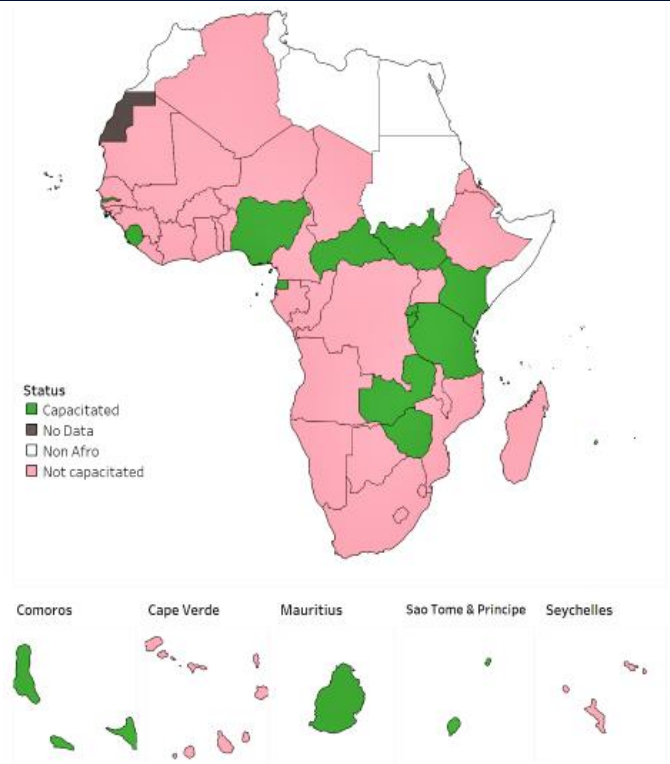 Status
Capacitated
No Data
Non Afro
Not capacitated
Comoros
Cape Verde
Mauritius
Sao Tome & Principe
Seychelles